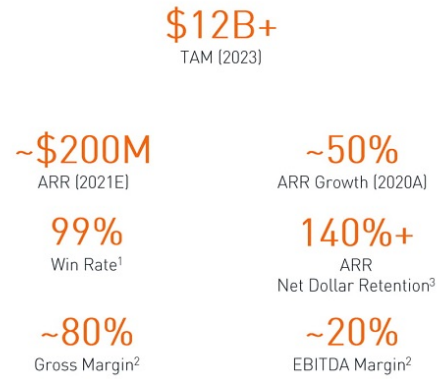 $12B+
TAM (2023)
~$200M
ARR (2021E)
~50%
ARR Growth (2020A)
99%
Win Rate¹
140%+
ARR
Net Dollar Retention³
~80%
Gross Margin²
~20%
EBITDA Margin²